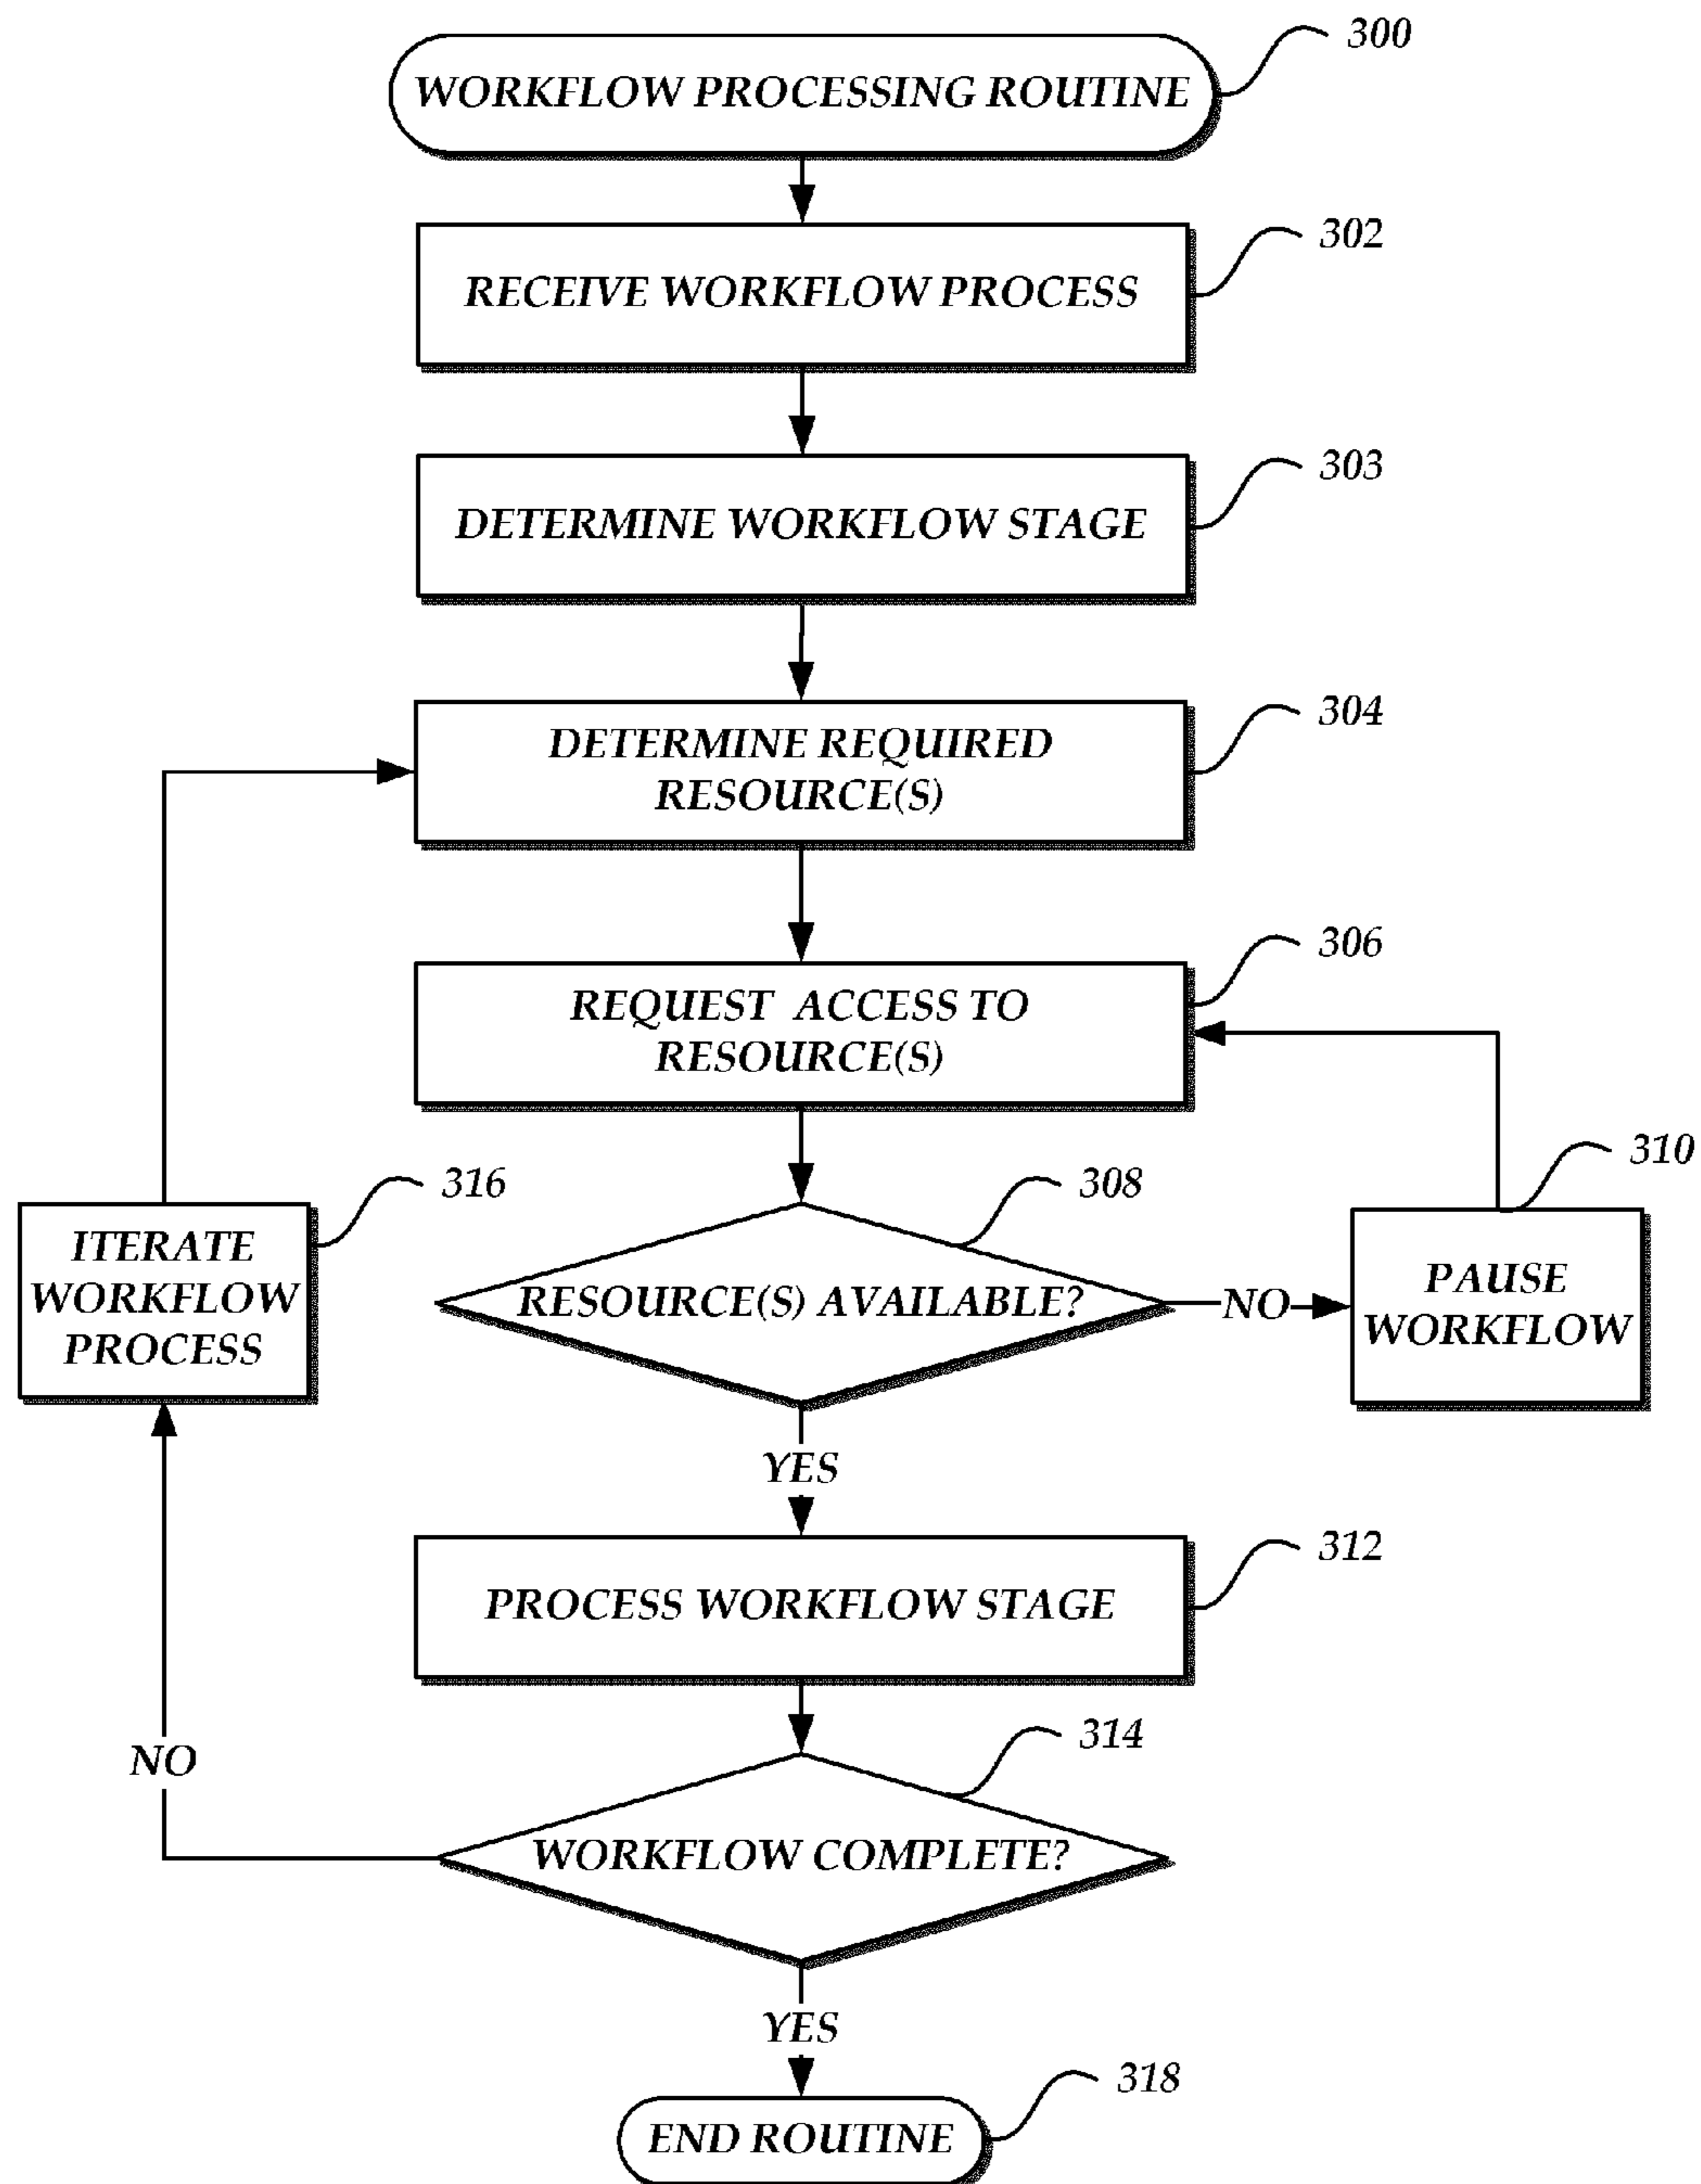 300
WORKFLOW PROCESSING ROUTINE
302
RECEIVE WORKFLOW PROCESS
303
DETERMINE WORKFLOW STAGE
304
DETERMINE REQUIRED
RESOURCE(S)
306
REQUEST ACCESS TO
RESOURCE(S)
310
316
308
ITERATE
WORKFLOW
PROCESS
RESOURCE(S) AVAILABLE?
NO
PAUSE
WORKFLOW
YES
312
PROCESS WORKFLOW STAGE
314
NO
WORKFLOW COMPLETE?
YES
318
END ROUTINE